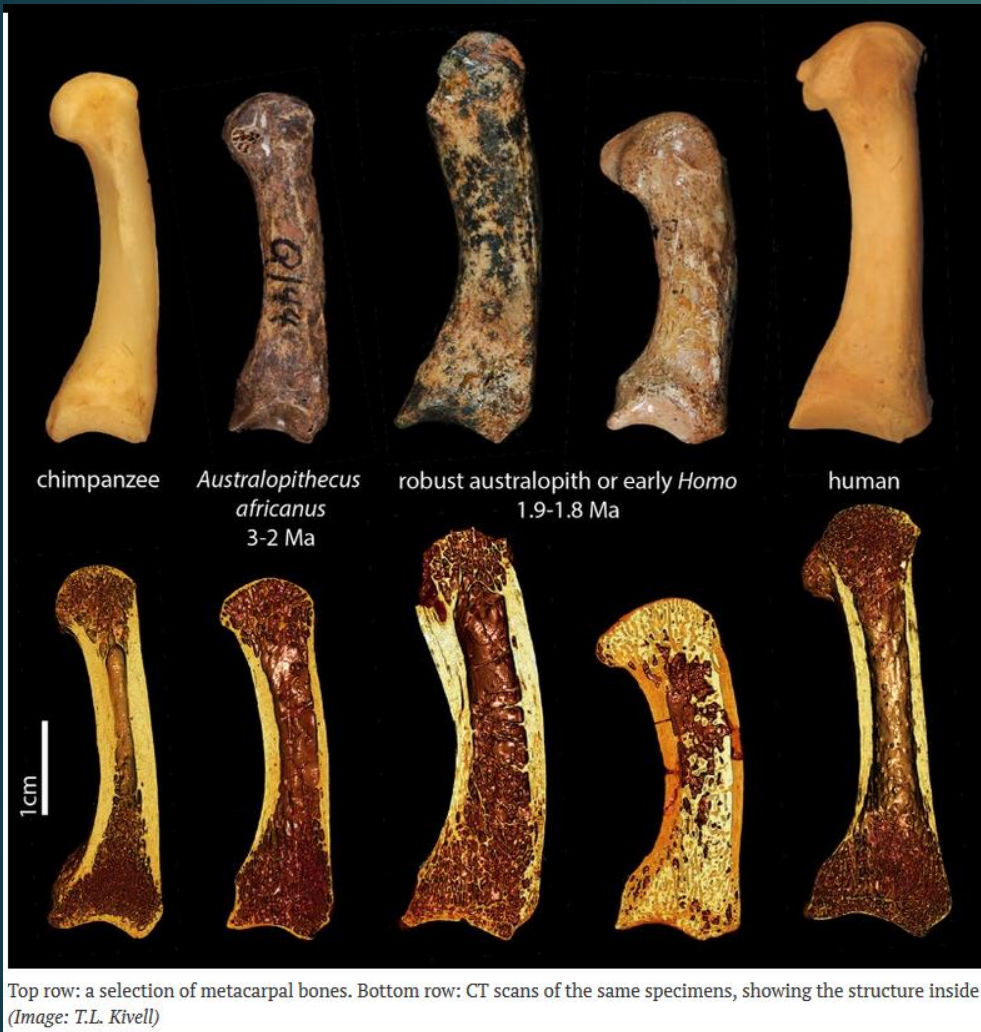 Q144
chimpanzee
Australopithecus
africanus
3-2 Ma
robust australopith or early Homo
1.9-1.8 Ma
human
1cm
Top row: a selection of metacarpal bones. Bottom row: CT scans of the same specimens, showing the structure inside
(Image: T.L. Kivell)